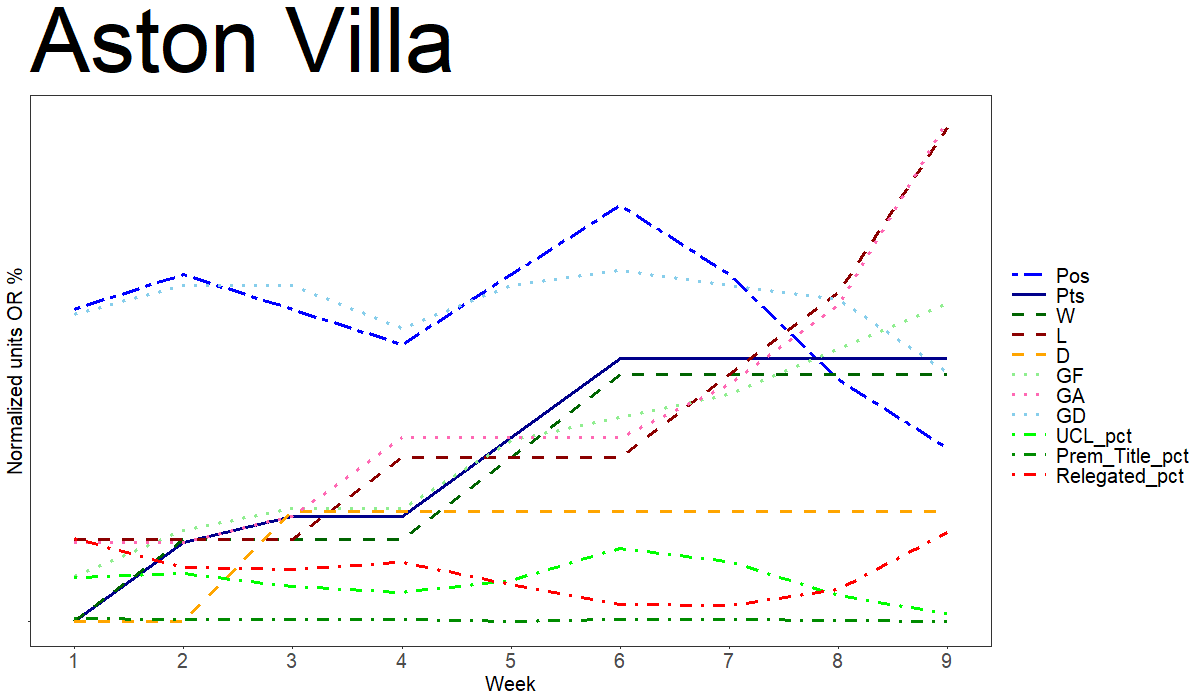 Aston Villa
Normalized units OR %
Pos
Pts
W
L
D
GF
GA
GD
UCL_pct
Prem_Title_pct
Relegated_pct
1 2 3 4 5 6 7 8 9
Week